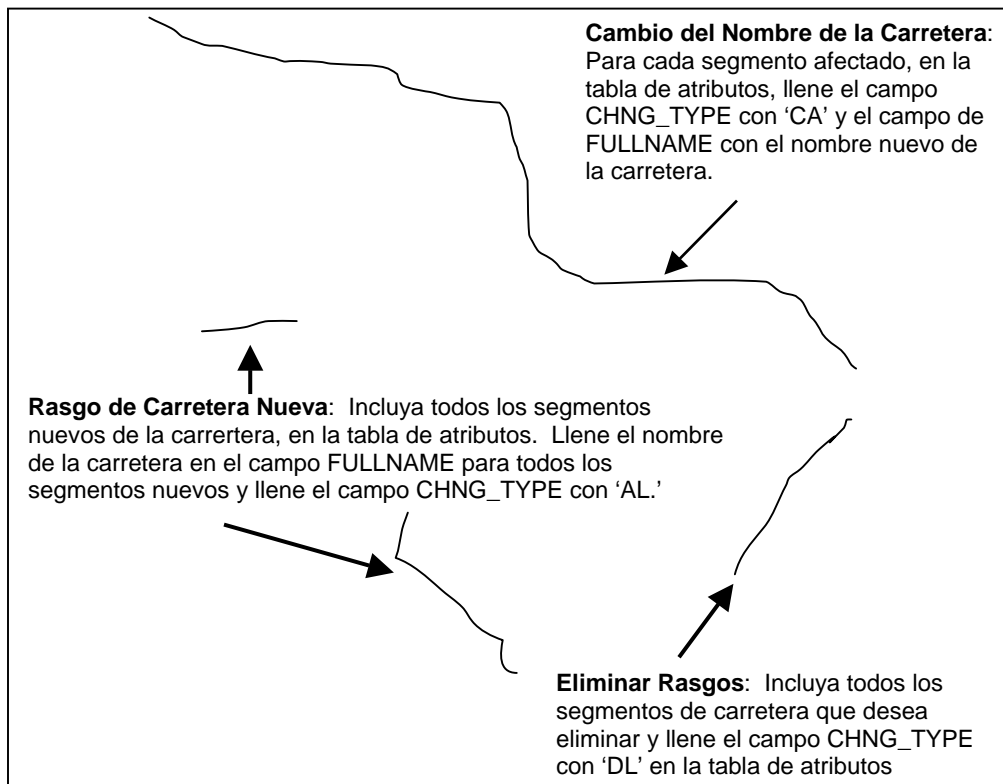 Cambio del Nombre de la Carretera:
Para cada segmento afectado, en la
tabla de atributos, llene el campo
CHNG_TYPE con ‘CA’ y el campo de
FULLNAME con el nombre nuevo de
la carretera.
Rasgo de Carretera Nueva:  Incluya todos los segmentos
nuevos de la carrertera, en la tabla de atributos.  Llene el nombre
de la carretera en el campo FULLNAME para todos los
segmentos nuevos y llene el campo CHNG_TYPE con ‘AL.’
Eliminar Rasgos:  Incluya todos los
segmentos de carretera que desea
eliminar y llene el campo CHNG_TYPE
con ‘DL’ en la tabla de atributos